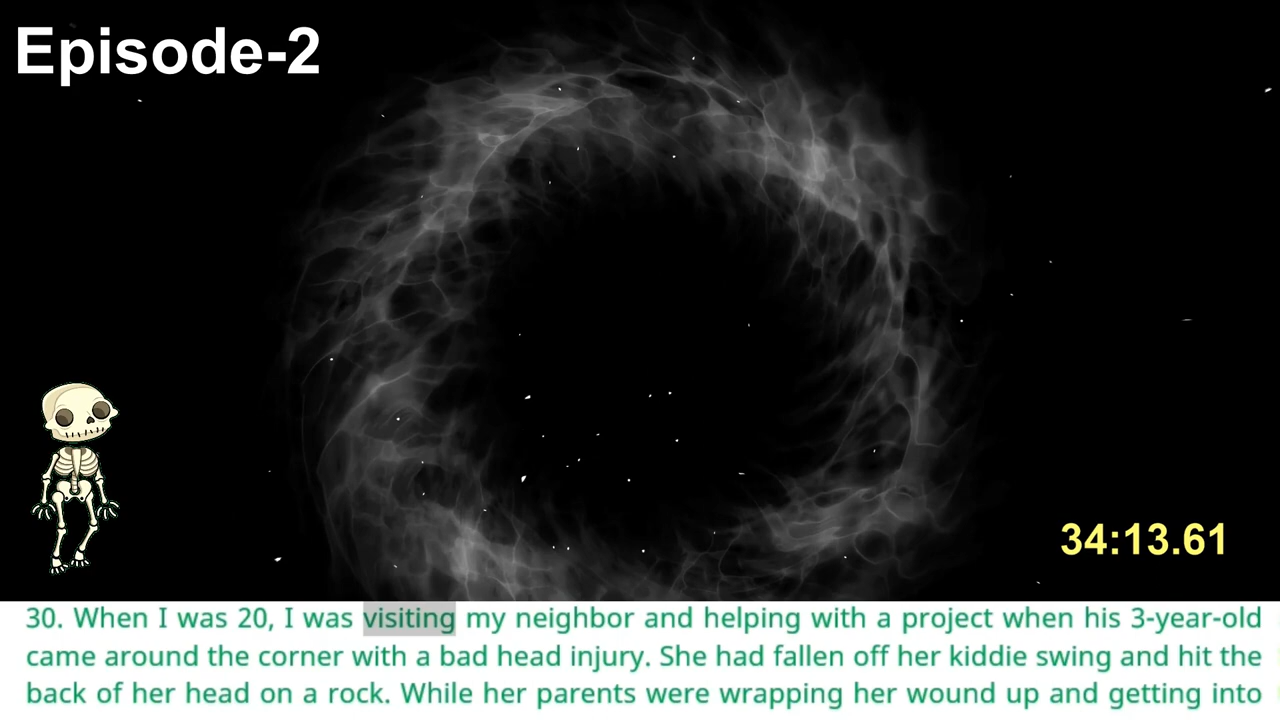 Episode-2
34:13.61
30. When I was 20, I was visiting my neighbor and helping with a project when his 3-year-old
came around the corner with a bad head injury. She had fallen off her kiddie swing and hit the
back of her head on a rock. While her parents were wrapping her wound up and getting into